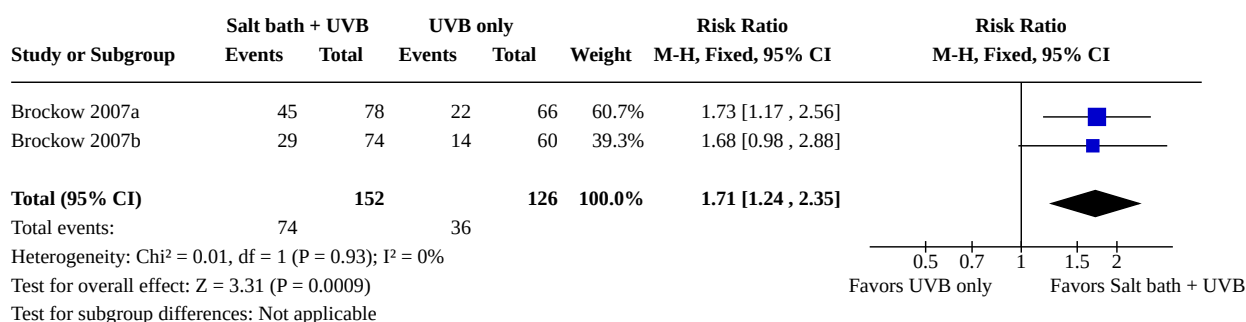 Salt bath + UVB UVB only Risk Ratio Risk Ratio
Study or Subgroup Events Total Events Total Weight M-H, Fixed, 95% CI M-H, Fixed, 95% CI
Brockow 2007a 45 78 22 66 60.7% 1.73 [1.17 , 2.56]
Brockow 2007b 29 74 14 60 39.3% 1.68 [0.98 , 2.88]
Total (95% CI) 152 126 100.0% 1.71 [1.24 , 2.35]
Total events: 74 36
Heterogeneity: Chi² = 0.01, df = 1 (P = 0.93); I² = 0%
0.5 0.7 1 1.5 2
Test for overall effect: Z = 3.31 (P = 0.0009) Favors UVB only Favors Salt bath + UVB
Test for subgroup differences: Not applicable